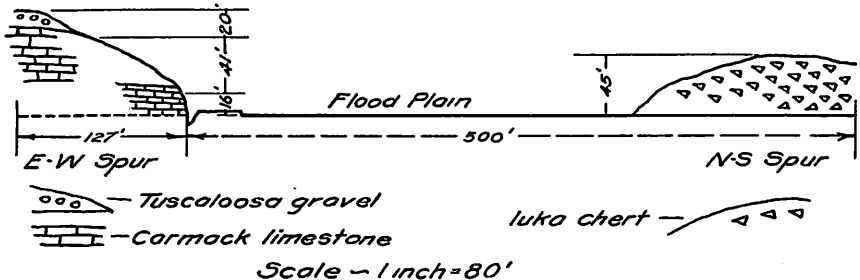 20'
41'
16'
Flood Plain
45'
127'
500'
E-W Spur
N-S Spur
Tuscaloosa gravel
Carmack limestone
Iuka chert
Scale ~ 1 inch = 80'